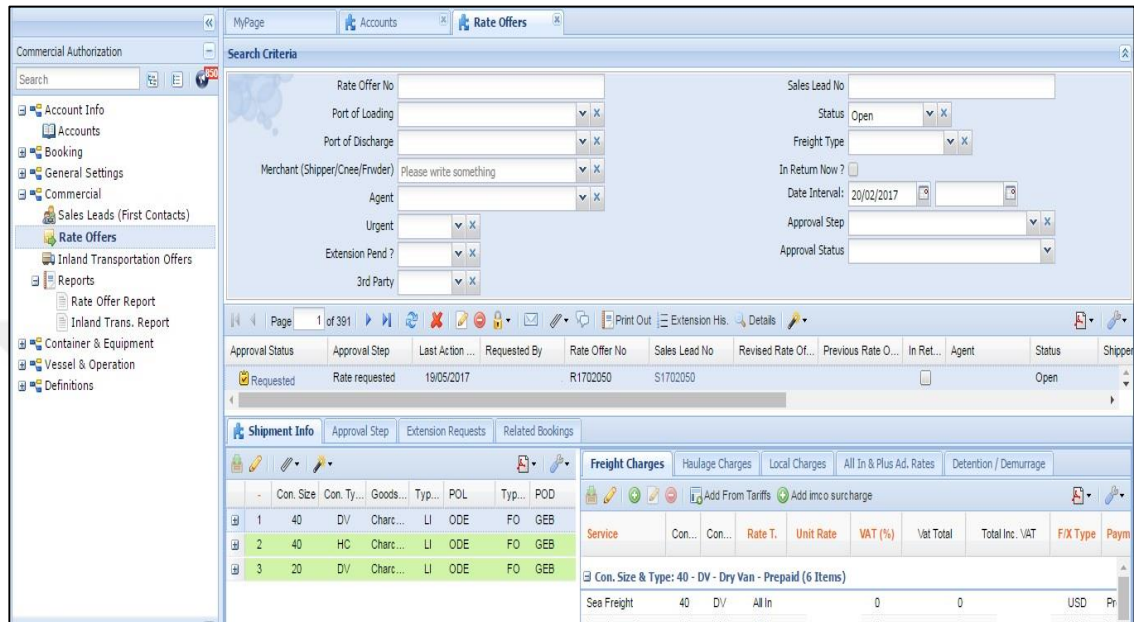 MyPage Accounts Rate Offers
Commercial Authorization
Search 850
Account Info
Accounts
Booking
General Settings
Commercial
Sales Leads (First Contacts)
Rate Offers
Inland Transportation Offers
Reports
Rate Offer Report
Inland Trans. Report
Container & Equipment
Vessel & Operation
Definitions
Search Criteria
Rate Offer No
Port of Loading
Port of Discharge
Merchant (Shipper/Cnee/Frwder) Please write something
Agent
Urgent
Extension Pend ?
3rd Party
Sales Lead No
Status Open
Freight Type
In Return Now ?
Date Interval: 20/02/2017
Approval Step
Approval Status
Page 1 of 391 Print Out Extension His. Details
Approval Status Approval Step Last Action ... Requested By Rate Offer No Sales Lead No Revised Rate Of... Previous Rate O... In Ret... Agent Status Shipper
Requested Rate requested 19/05/2017 R1702050 S1702050 Open
Shipment Info Approval Step Extension Requests Related Bookings
- Con. Size Con. Ty... Goods... Typ... POL Typ... POD
1 40 DV Charc... LI ODE FO GEB
2 40 HC Charc... LI ODE FO GEB
3 20 DV Charc... LI ODE FO GEB
Freight Charges Haulage Charges Local Charges All In & Plus Ad. Rates Detention / Demurrage
Add From Tariffs Add imco surcharge
Service Con... Con... Rate T. Unit Rate VAT (%) Vat Total Total Inc. VAT F/X Type Paym
Con. Size & Type: 40 - DV - Dry Van - Prepaid (6 Items)
Sea Freight 40 DV All In 0 0 USD Pr